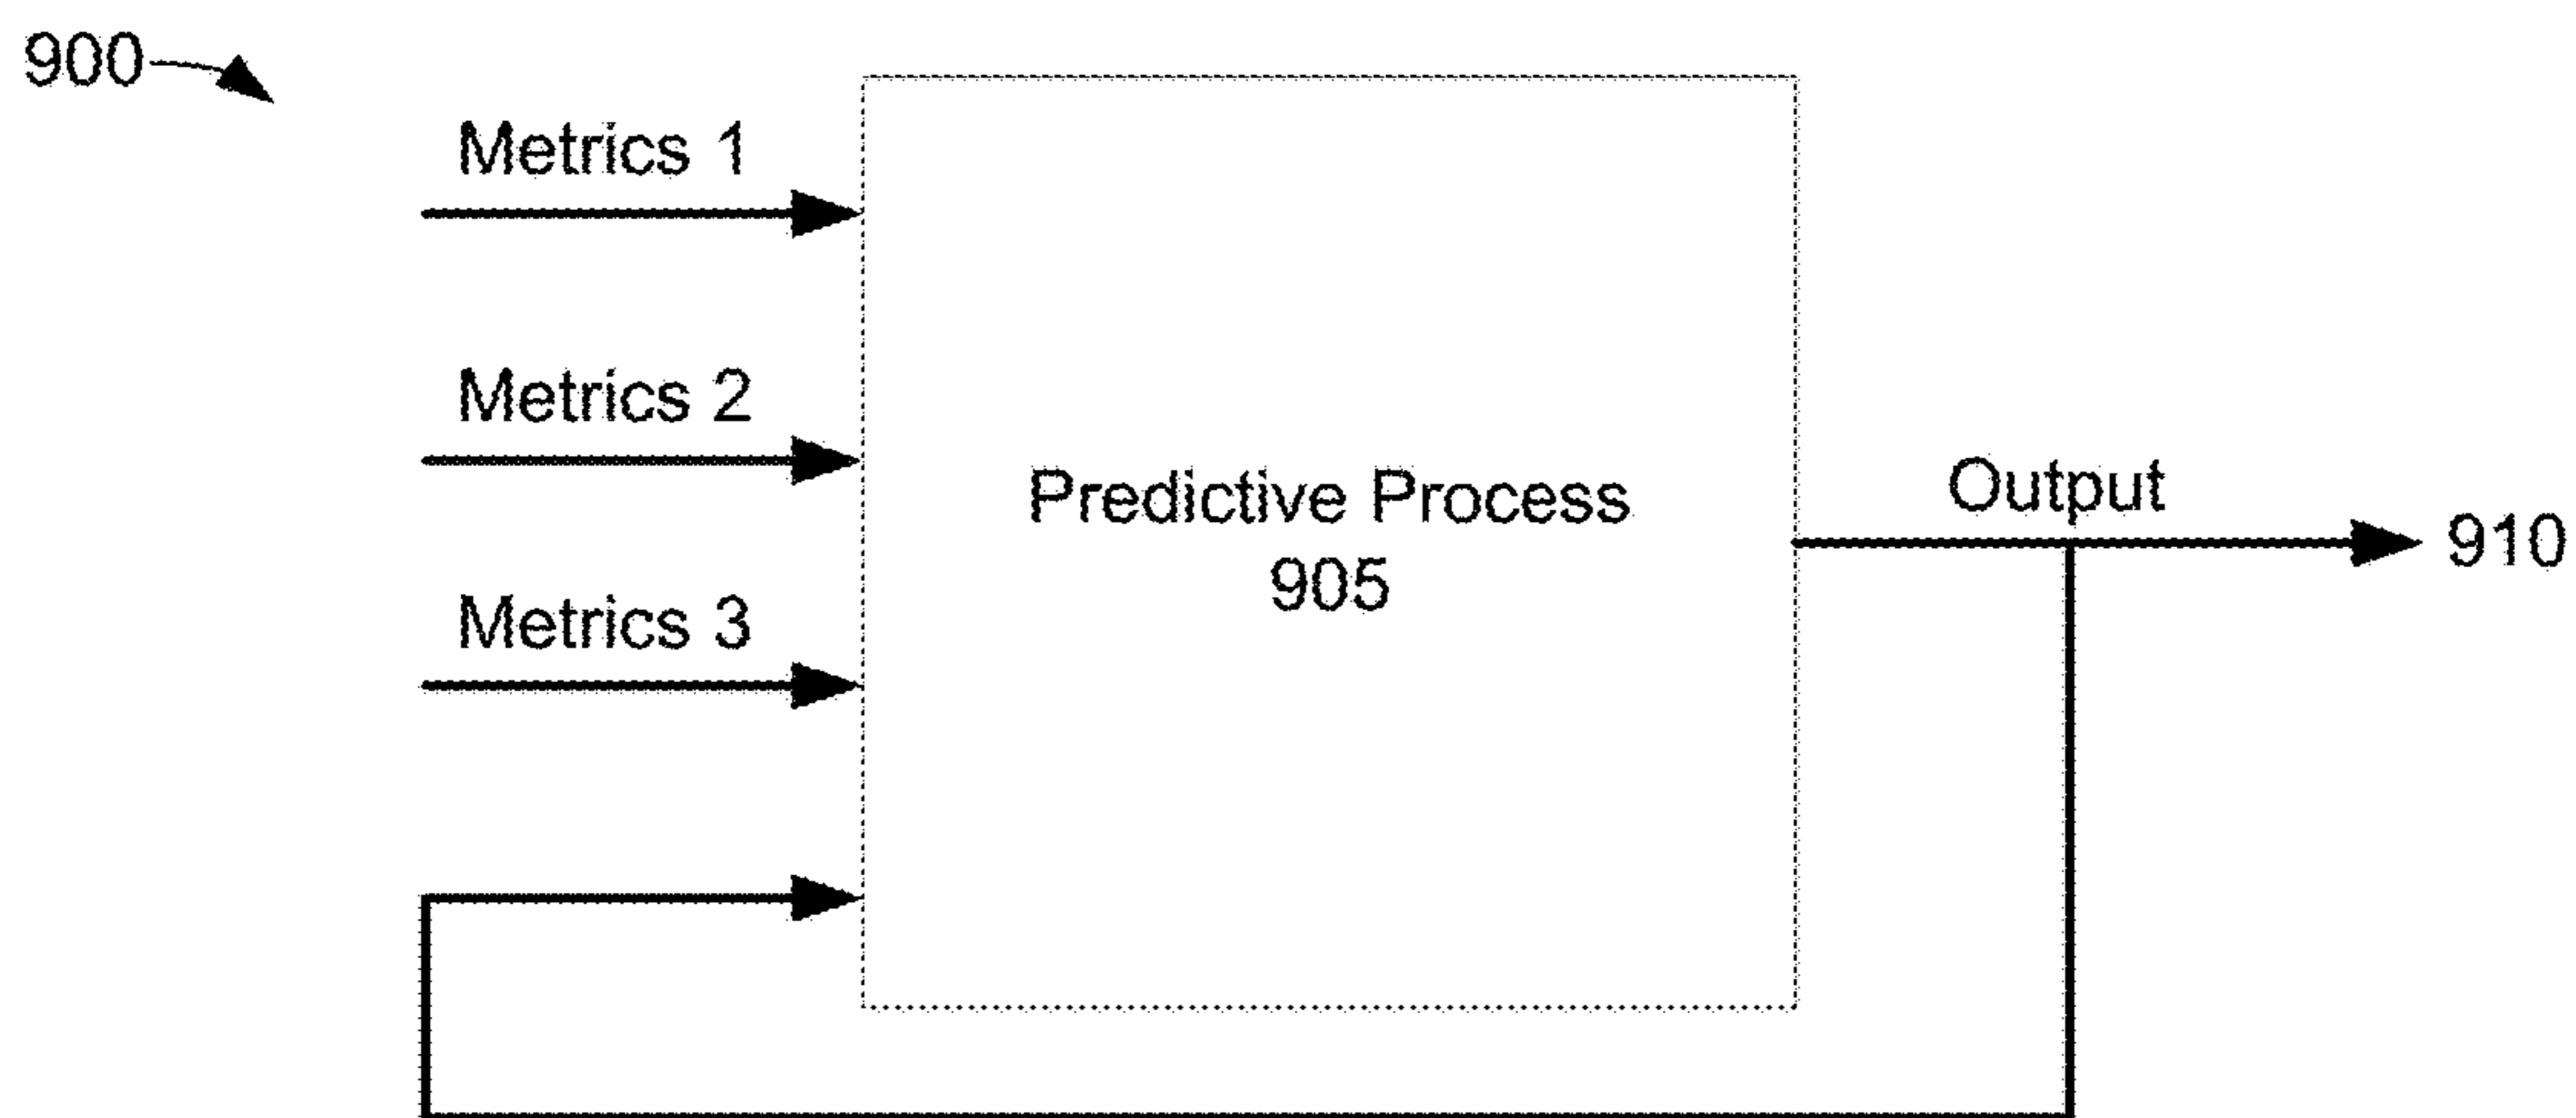 900
Metrics 1
Metrics 2
Metrics 3
Predictive Process
905
Output
910